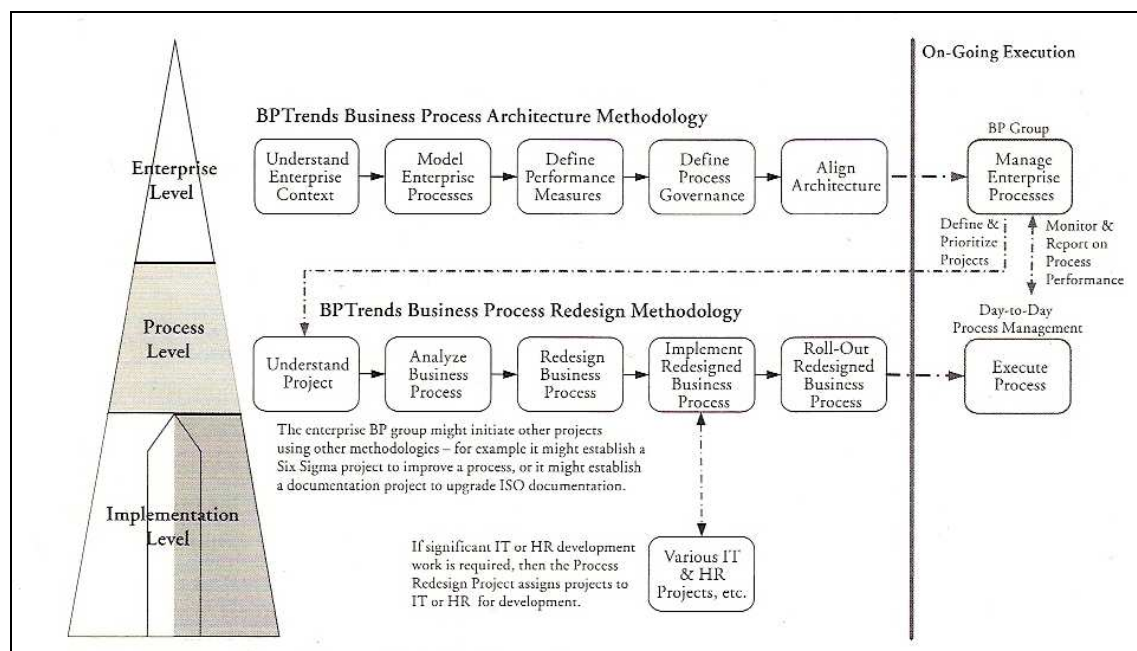 On-Going Execution
BPTrends Business Process Architecture Methodology
BP Group
Enterprise
Level
Understand
Enterprise
Context
Model
Enterprise
Processes
Define
Performance
Measures
Define
Process
Governance
Align
Architecture
Manage
Enterprise
Processes
Define &
Prioritize
Projects
Monitor &
Report on
Process
Performance
BPTrends Business Process Redesign Methodology
Day-to-Day
Process Management
Process
Level
Understand
Project
Analyze
Business
Process
Redesign
Business
Process
Implement
Redesigned
Business
Process
Roll-Out
Redesigned
Business
Process
Execute
Process
The enterprise BP group might initiate other projects
using other methodologies – for example it might establish a
Six Sigma project to improve a process, or it might establish
a documentation project to upgrade ISO documentation.
Implementation
Level
If significant IT or HR development
work is required, then the Process
Redesign Project assigns projects to
IT or HR for development.
Various IT
& HR
Projects, etc.